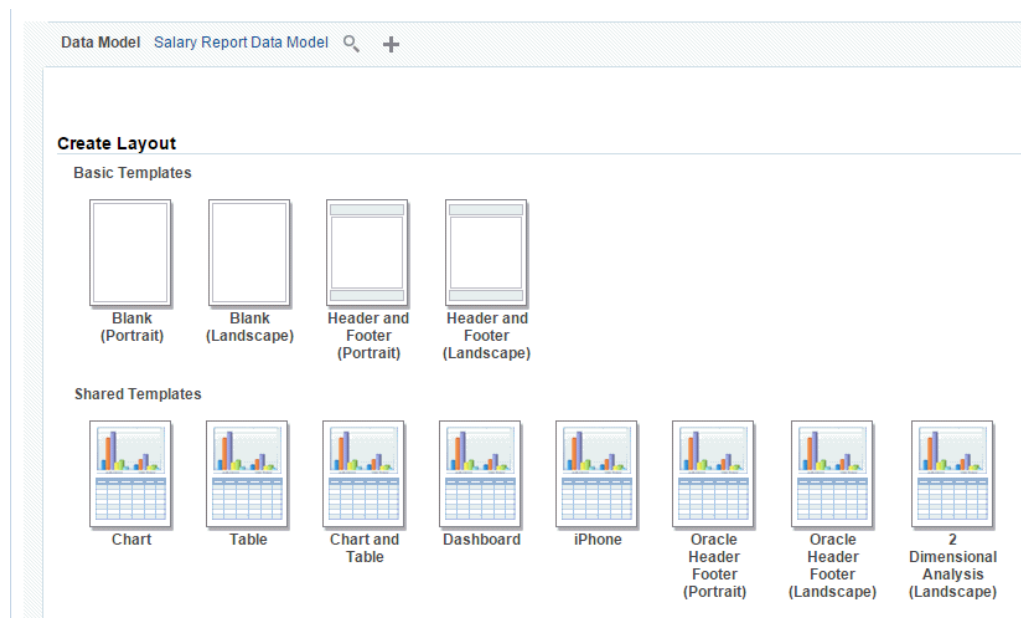 Data Model Salary Report Data Model
Create Layout
Basic Templates
Blank
(Portrait)
Blank
(Landscape)
Header and
Footer
(Portrait)
Header and
Footer
(Landscape)
Shared Templates
Chart
Table
Chart and
Table
Dashboard
iPhone
Oracle
Header
Footer
(Portrait)
Oracle
Header
Footer
(Landscape)
2
Dimensional
Analysis
(Landscape)